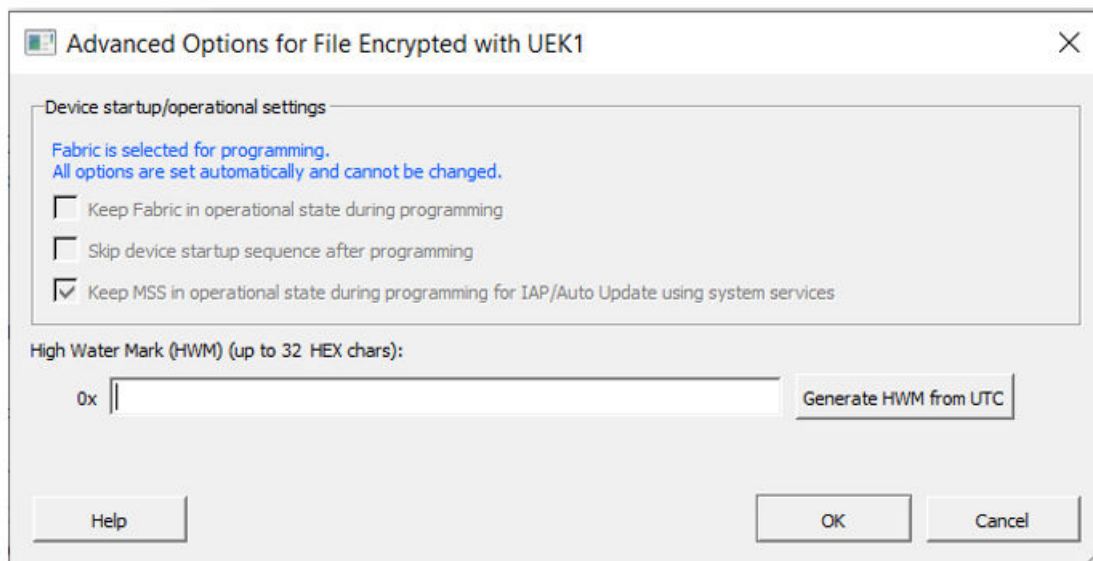 Advanced Options for File Encrypted with UEK1
Device startup/operational settings
Fabric is selected for programming.
All options are set automatically and cannot be changed.
Keep Fabric in operational state during programming
Skip device startup sequence after programming
Keep MSS in operational state during programming for IAP/Auto Update using system services
High Water Mark (HWM) (up to 32 HEX chars):
0x
Generate HWM from UTC
Help
OK
Cancel